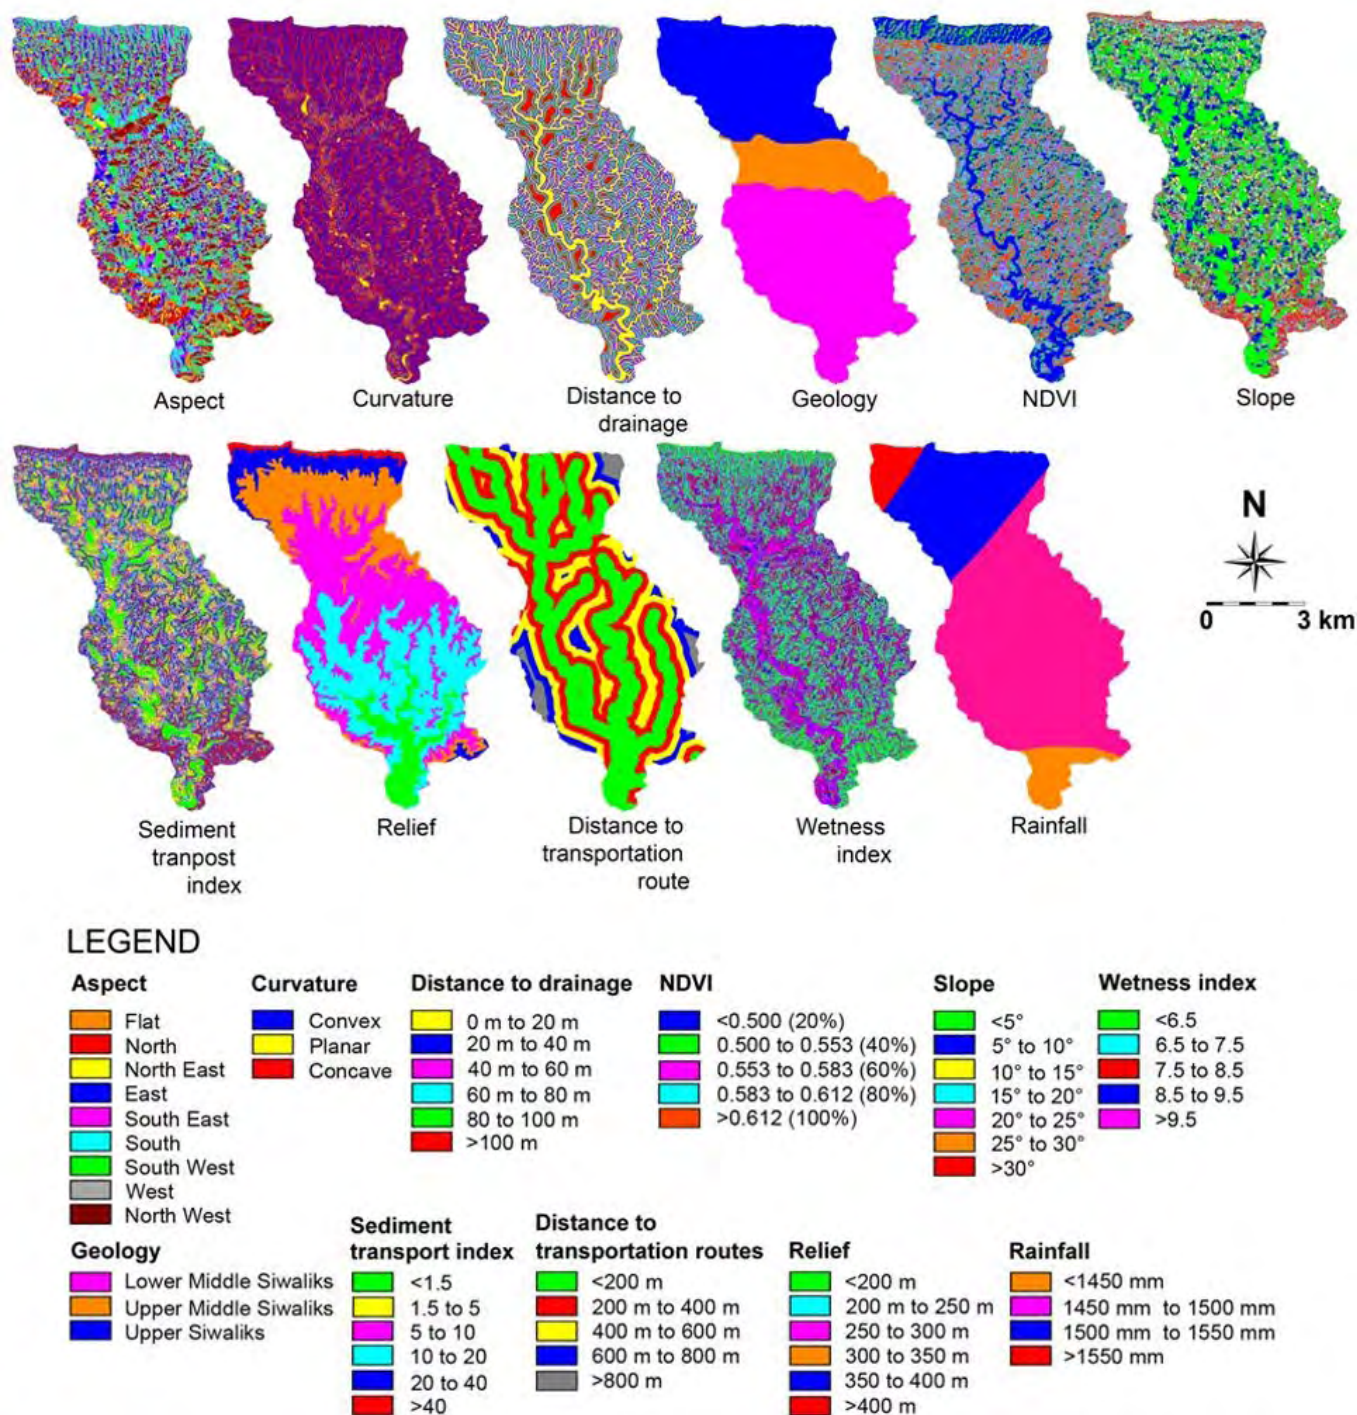 Aspect
Curvature
Distance to
drainage
Geology
NDVI
Slope
Sediment
tranpost
index
Relief
Distance to
transportation
route
Wetness
index
Rainfall
N
0 3 km
LEGEND
Aspect
Flat
North
North East
East
South East
South
South West
West
North West
Curvature
Convex
Planar
Concave
Distance to drainage
0 m to 20 m
20 m to 40 m
40 m to 60 m
60 m to 80 m
80 to 100 m
>100 m
NDVI
<0.500 (20%)
0.500 to 0.553 (40%)
0.553 to 0.583 (60%)
0.583 to 0.612 (80%)
>0.612 (100%)
Slope
<5°
5° to 10°
10° to 15°
15° to 20°
20° to 25°
25° to 30°
>30°
Wetness index
<6.5
6.5 to 7.5
7.5 to 8.5
8.5 to 9.5
>9.5
Geology
Lower Middle Siwaliks
Upper Middle Siwaliks
Upper Siwaliks
Sediment
transport index
<1.5
1.5 to 5
5 to 10
10 to 20
20 to 40
>40
Distance to
transportation routes
<200 m
200 m to 400 m
400 m to 600 m
600 m to 800 m
>800 m
Relief
<200 m
200 m to 250 m
250 to 300 m
300 to 350 m
350 to 400 m
>400 m
Rainfall
<1450 mm
1450 mm to 1500 mm
1500 mm to 1550 mm
>1550 mm